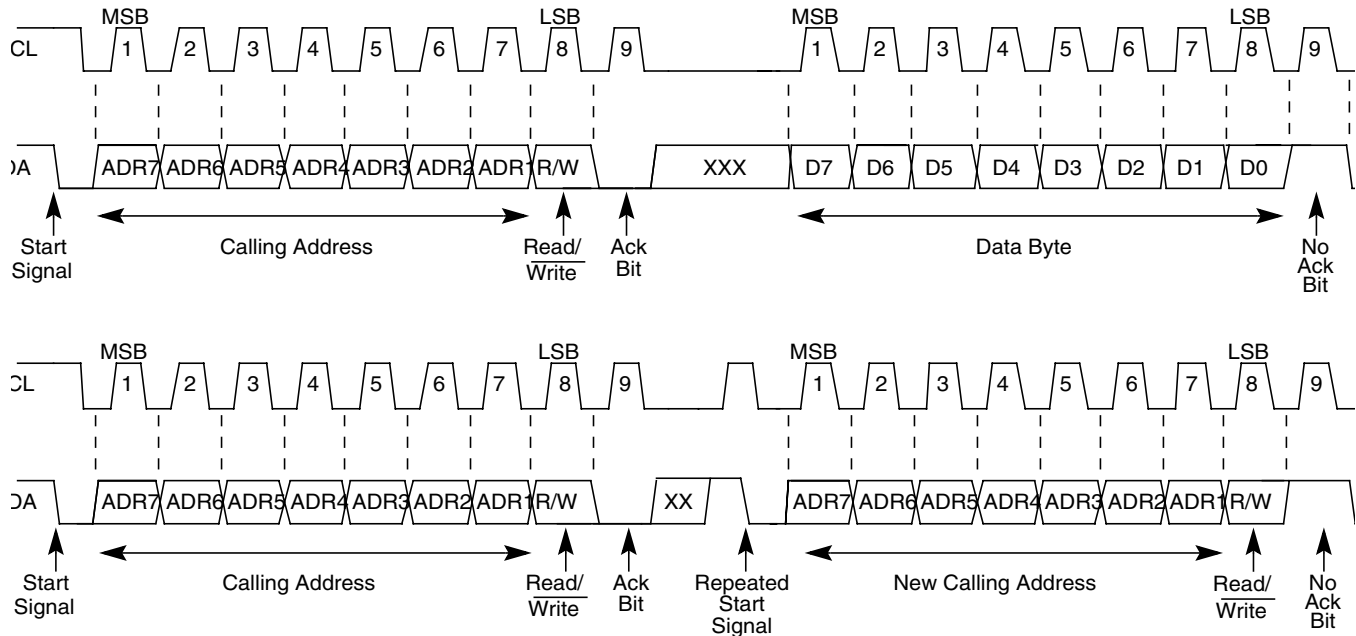 MSB LSB MSB LSB
CL 1 2 3 4 5 6 7 8 9 1 2 3 4 5 6 7 8 9
DA ADR7 ADR6 ADR5 ADR4 ADR3 ADR2 ADR1 R/W XXX D7 D6 D5 D4 D3 D2 D1 D0
Start
Signal
Calling Address
Read/
Write
Ack
Bit
Data Byte
No
Ack
Bit
MSB LSB MSB LSB
CL 1 2 3 4 5 6 7 8 9 1 2 3 4 5 6 7 8 9
DA ADR7 ADR6 ADR5 ADR4 ADR3 ADR2 ADR1 R/W XX ADR7 ADR6 ADR5 ADR4 ADR3 ADR2 ADR1 R/W
Start
Signal
Calling Address
Read/
Write
Ack
Bit
Repeated
Start
Signal
New Calling Address
Read/
Write
No
Ack
Bit